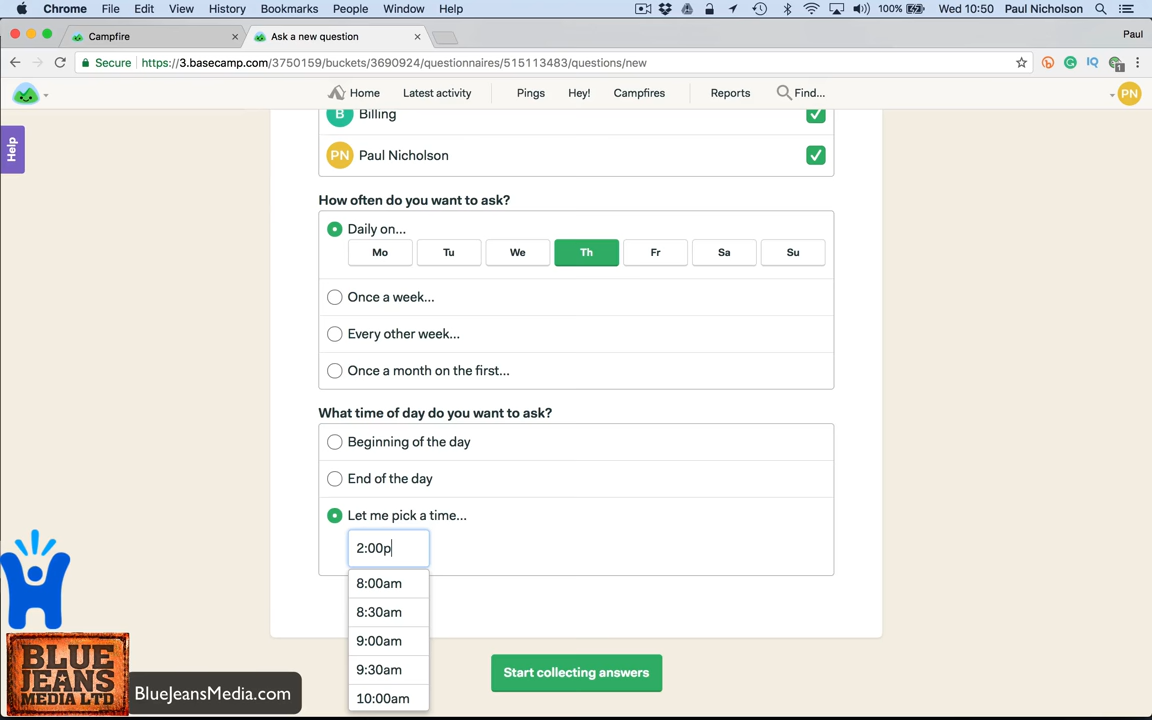 Chrome File Edit View History Bookmarks People Window Help 100% Wed 10:50 Paul Nicholson
Campfire Ask a new question Paul
Secure https://3.basecamp.com/3750159/buckets/3690924/questionnaires/515113483/questions/new IQ 1
Home Latest activity Pings Hey! Campfires Reports Find... PN
Help
B Billing
PN Paul Nicholson
How often do you want to ask?
Daily on...
Mo Tu We Th Fr Sa Su
Once a week...
Every other week...
Once a month on the first...
What time of day do you want to ask?
Beginning of the day
End of the day
Let me pick a time...
2:00p
8:00am
8:30am
9:00am
9:30am
10:00am
Start collecting answers
BLUE
JEANS
MEDIA LTD
BlueJeansMedia.com